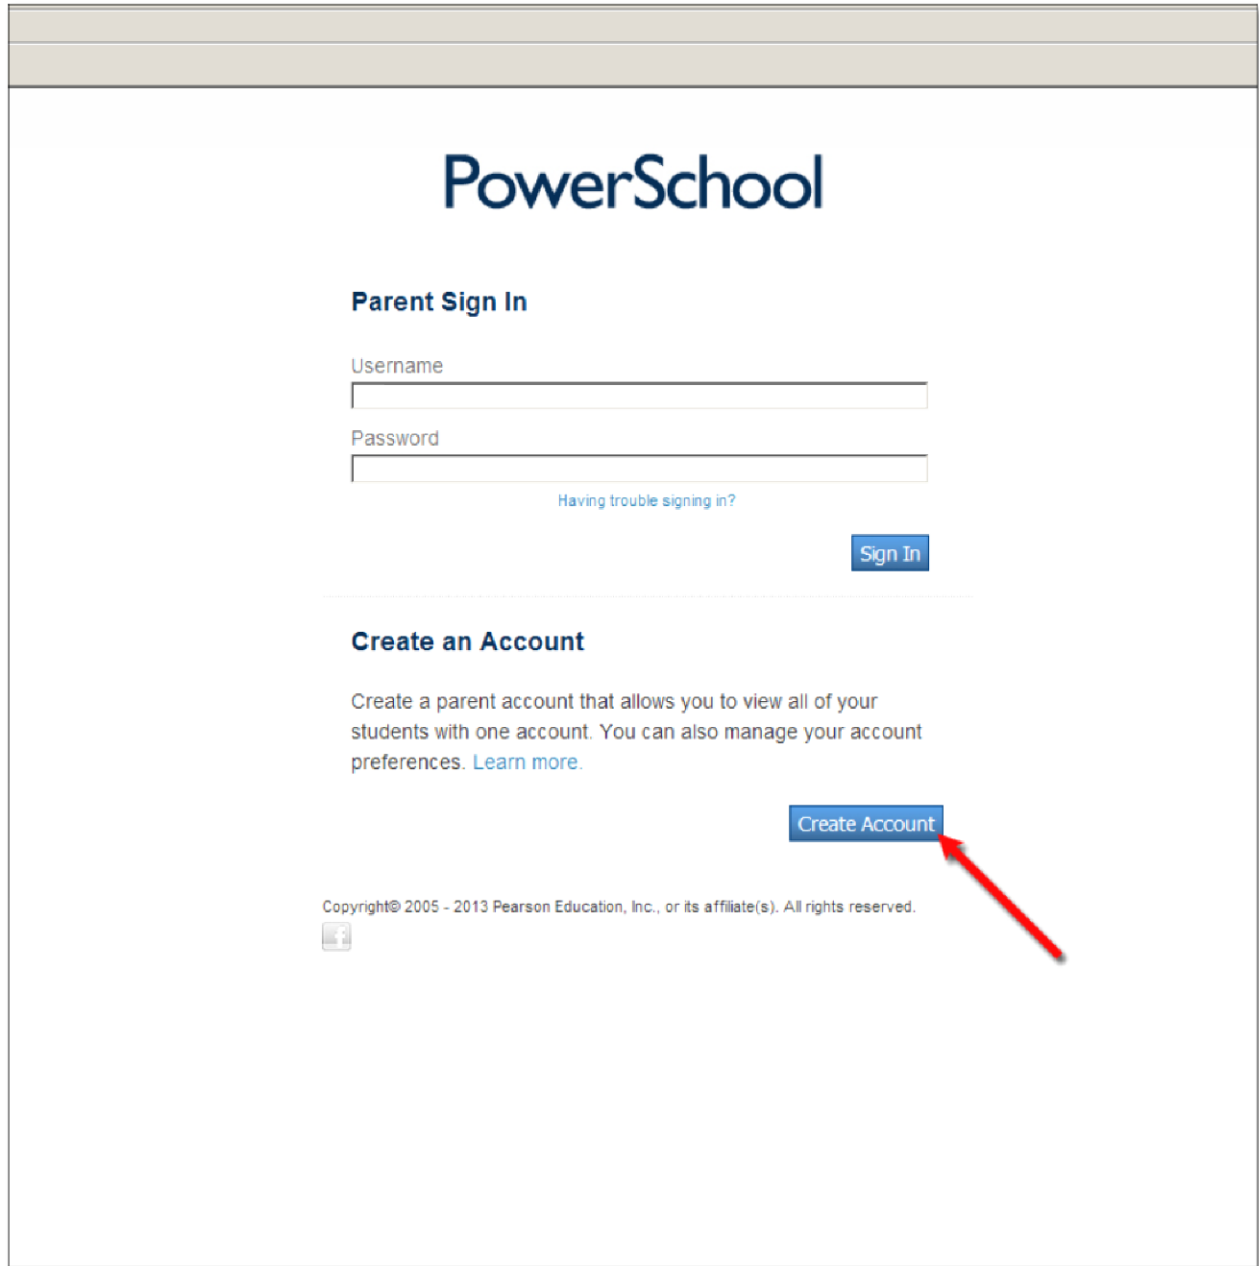 PowerSchool
Parent Sign In
Username
Password
Having trouble signing in?
Sign In
Create an Account
Create a parent account that allows you to view all of your
students with one account. You can also manage your account
preferences. Learn more.
Create Account
Copyright© 2005 - 2013 Pearson Education, Inc., or its affiliate(s). All rights reserved.
f